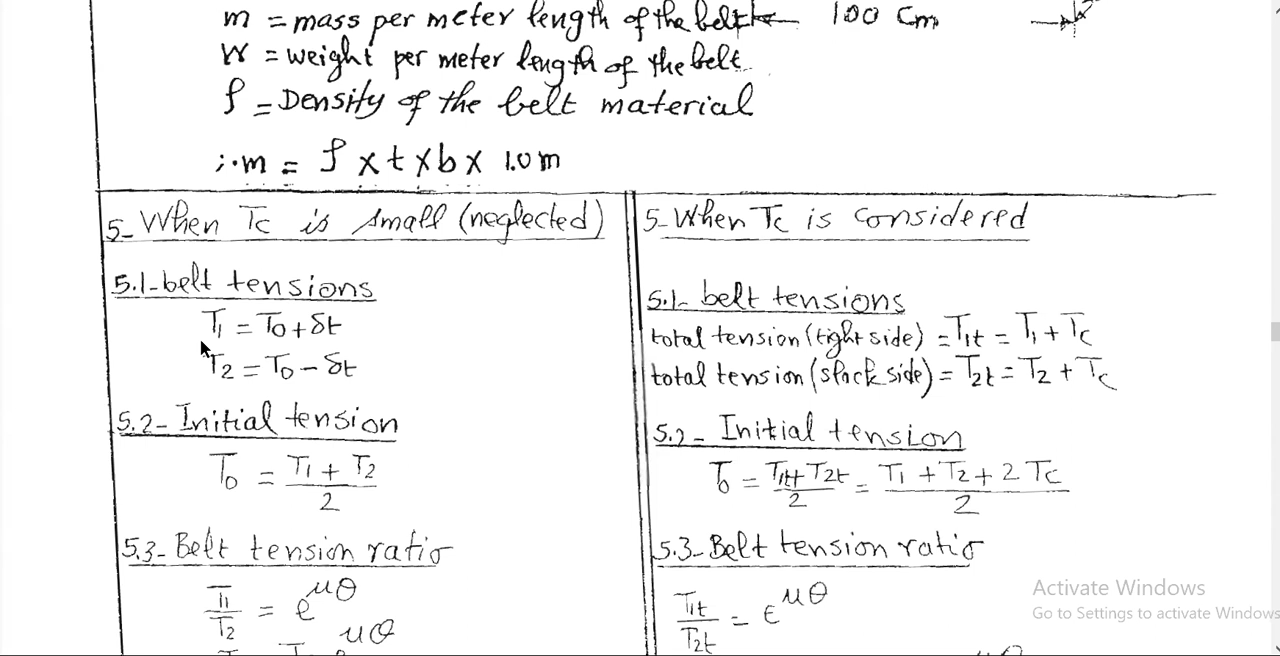 m = mass per meter length of the belt ← 100 cm
W = weight per meter length of the belt
ρ = Density of the belt material
∴ m = ρ x t x b x 1.0 m
5- When Tc is small (neglected)
5.1- belt tensions
T1 = To + δt
T2 = To - δt
5.2- Initial tension
To = (T1 + T2) / 2
5.3- Belt tension ratio
T1/T2 = e^μθ
μθ
5- When Tc is considered
5.1- belt tensions
total tension (tight side) = T1t = T1 + Tc
total tension (slack side) = T2t = T2 + Tc
5.2- Initial tension
To = (T1t + T2t) / 2 = (T1 + T2 + 2 Tc) / 2
5.3- Belt tension ratio
T1t/T2t = e^μθ
Activate Windows
Go to Settings to activate Windows